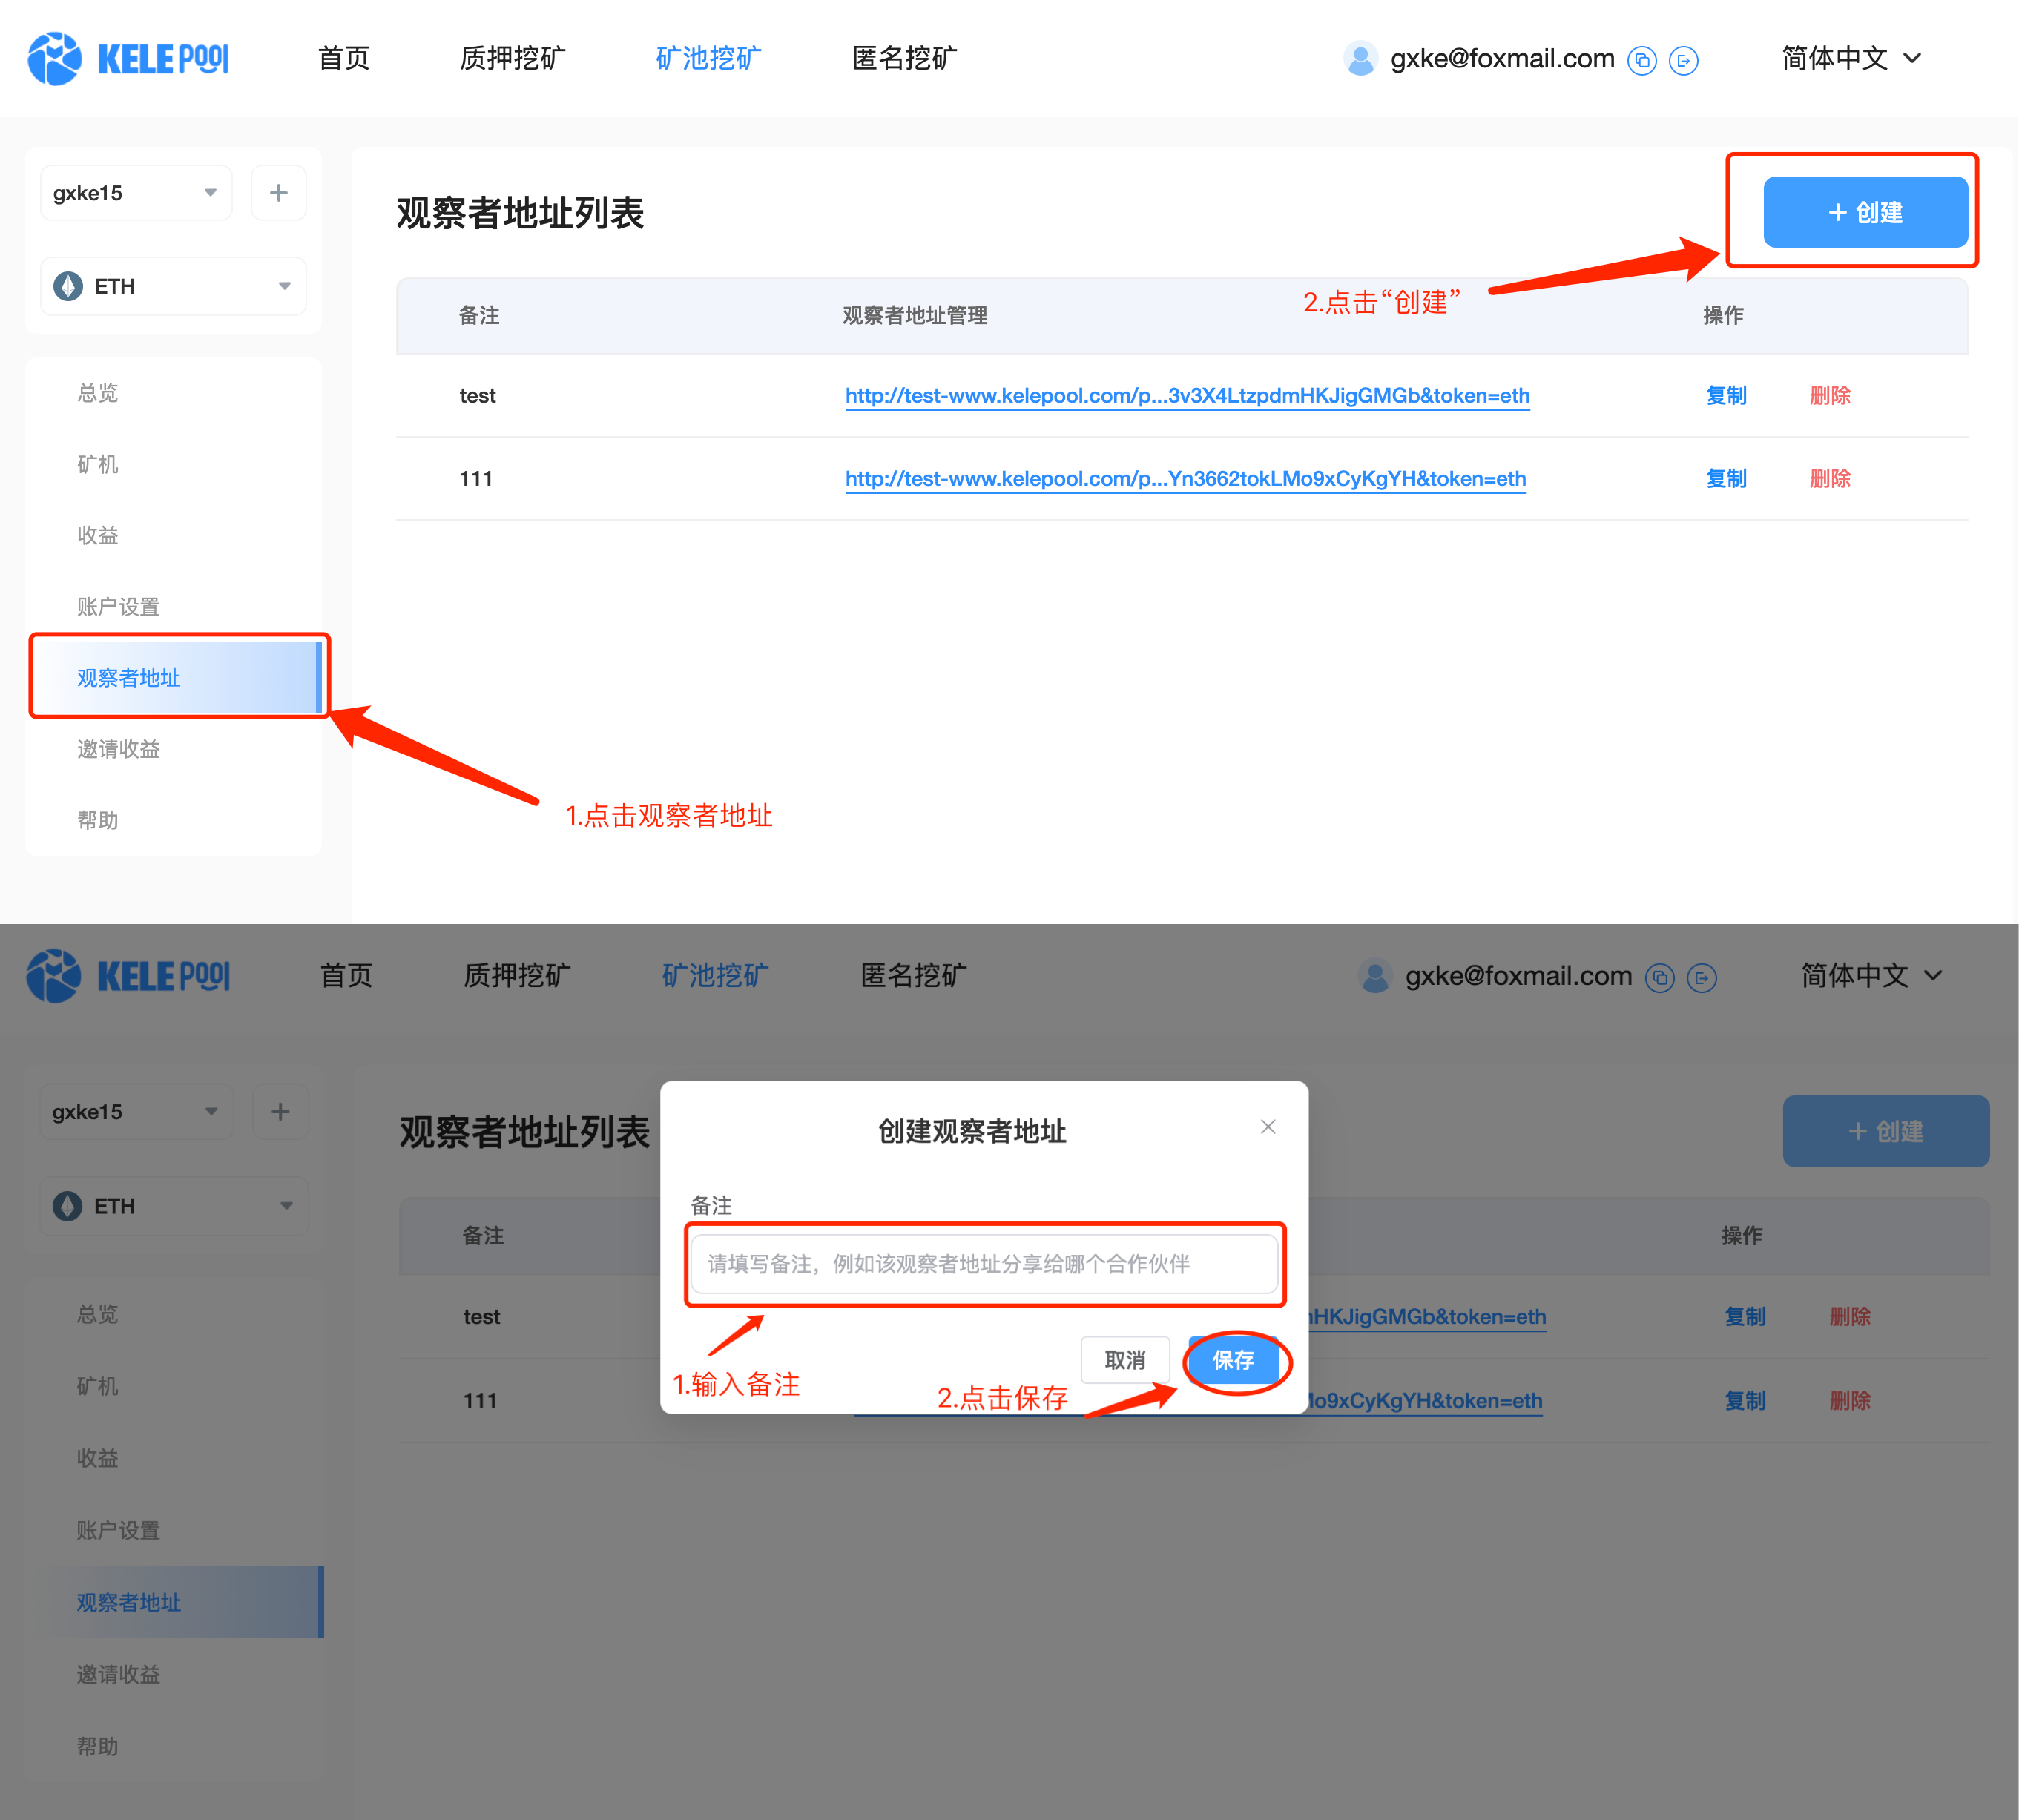 KELE POOl 首页 质押挖矿 矿池挖矿 匿名挖矿 gxke@foxmail.com 简体中文
gxke15
观察者地址列表
+ 创建
ETH
2.点击“创建”
备注 观察者地址管理 操作
test http://test-www.kelepool.com/p...3v3X4LtzpdmHKJigGMGb&token=eth 复制 删除
111 http://test-www.kelepool.com/p...Yn3662tokLMo9xCyKgYH&token=eth 复制 删除
总览
矿机
收益
账户设置
观察者地址
邀请收益
帮助
1.点击观察者地址
KELE POOl 首页 质押挖矿 矿池挖矿 匿名挖矿 gxke@foxmail.com 简体中文
gxke15
观察者地址列表
+ 创建
ETH
备注 操作
test HKJigGMGb&token=eth 复制 删除
111 o9xCyKgYH&token=eth 复制 删除
总览
矿机
收益
账户设置
观察者地址
邀请收益
帮助
创建观察者地址
备注
请填写备注，例如该观察者地址分享给哪个合作伙伴
取消 保存
1.输入备注
2.点击保存